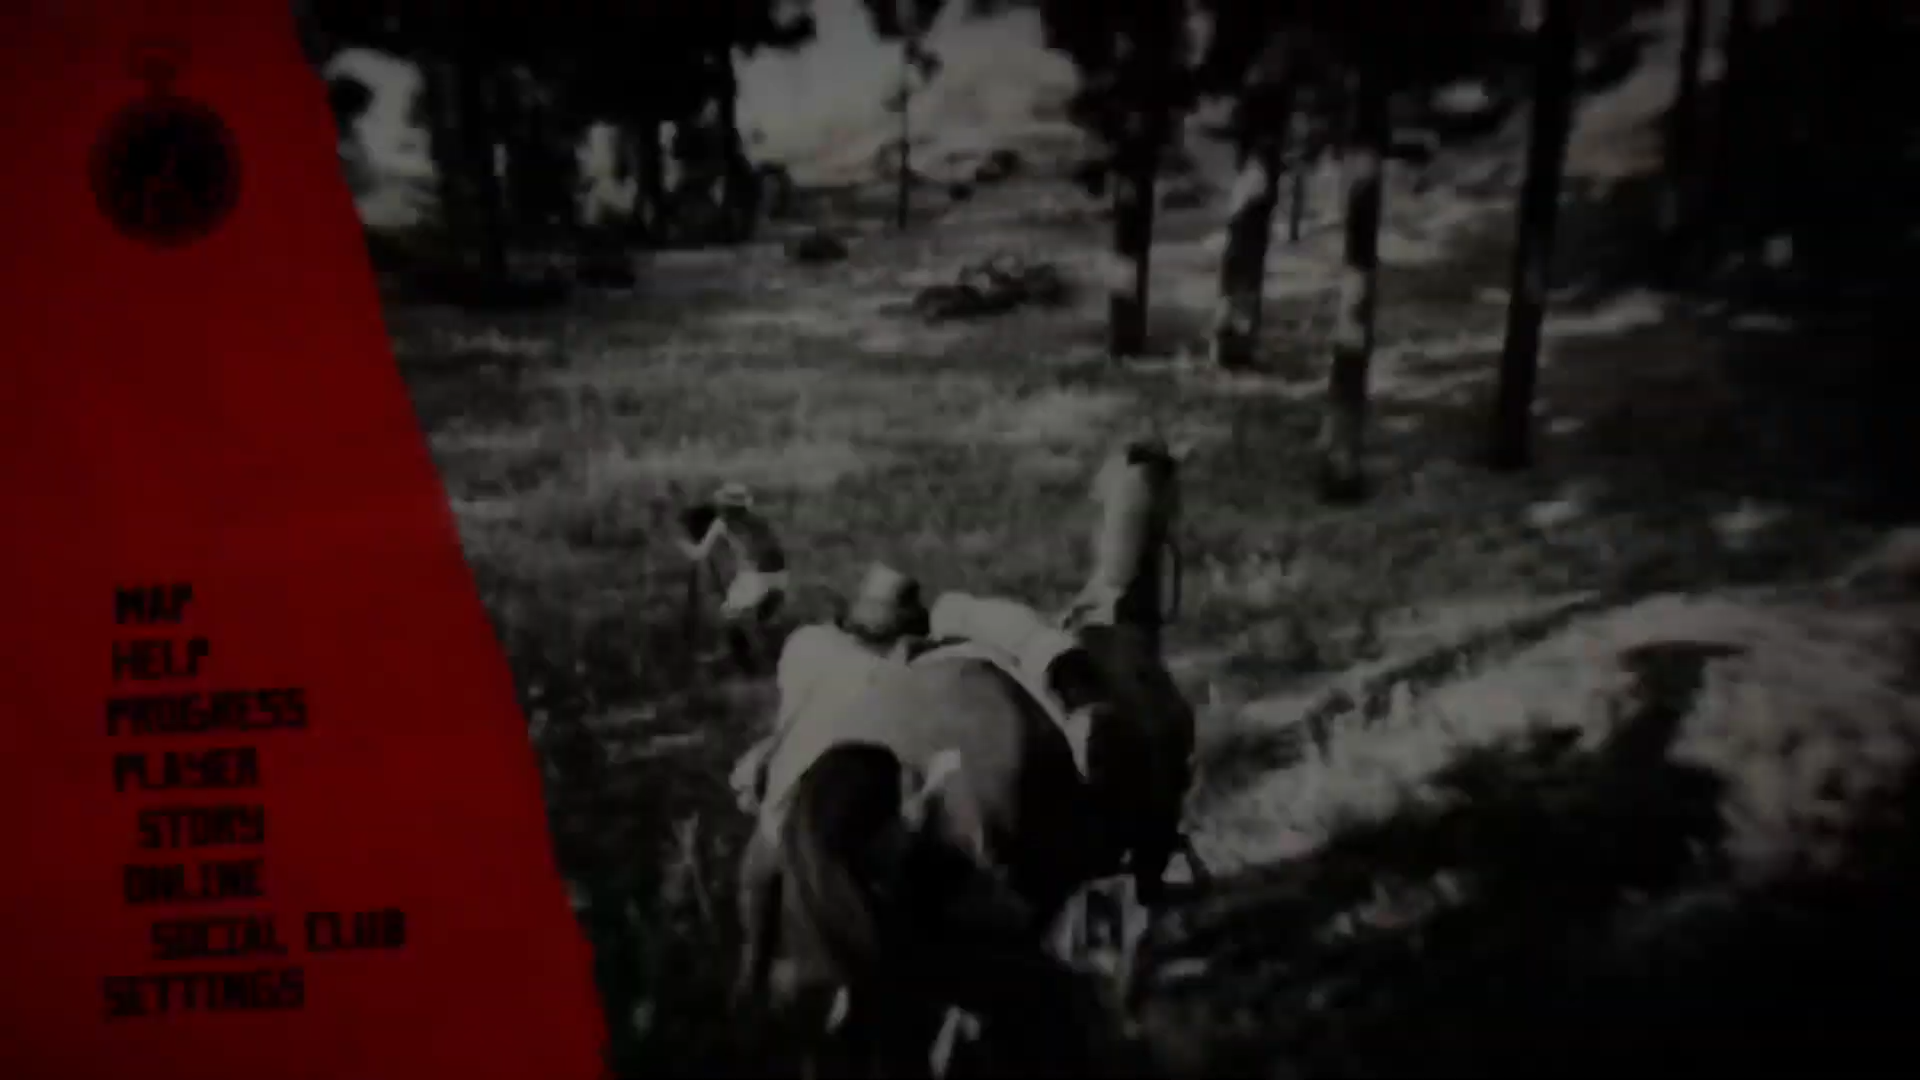 MAP
HELP
PROGRESS
PLAYER
STORY
ONLINE
SOCIAL CLUB
SETTINGS